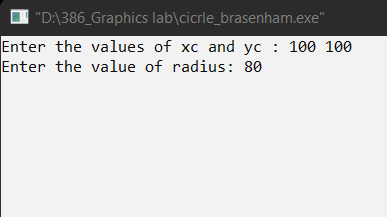 "D:\386_Graphics lab\cicrle_brasenham.exe"
Enter the values of xc and yc : 100 100
Enter the value of radius: 80